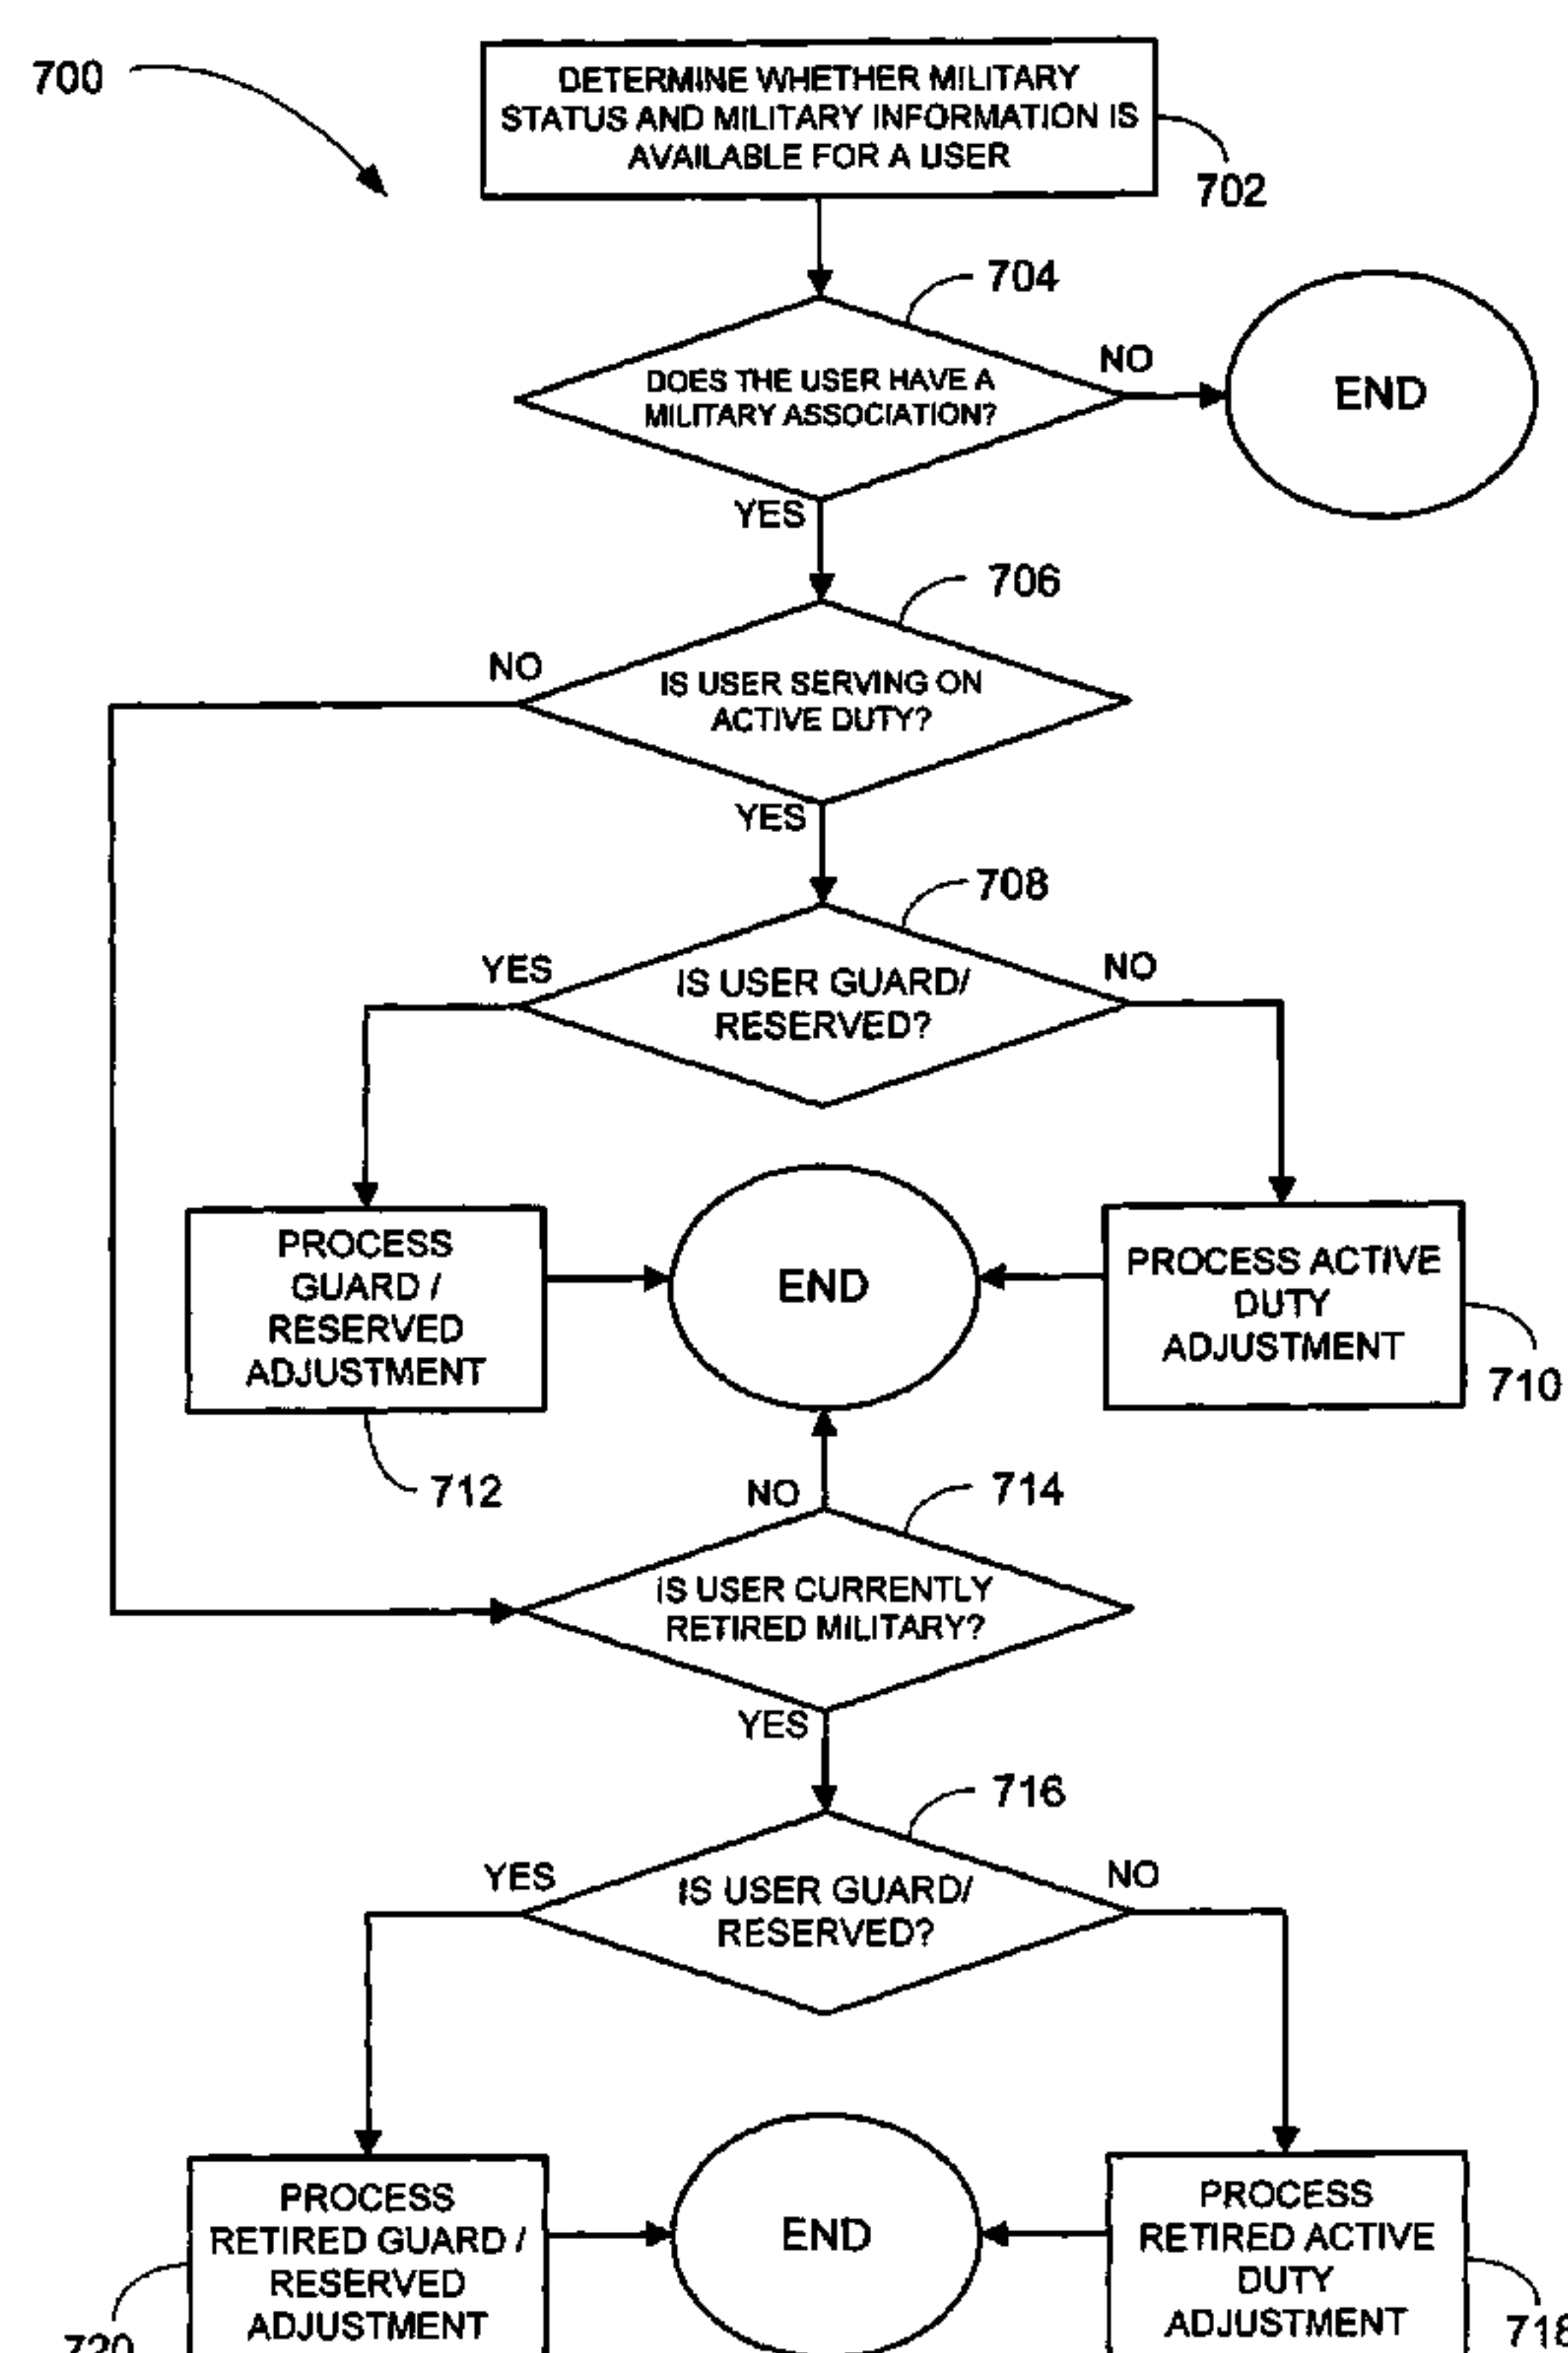 700
DETERMINE WHETHER MILITARY
STATUS AND MILITARY INFORMATION IS
AVAILABLE FOR A USER
702
704
DOES THE USER HAVE A
MILITARY ASSOCIATION?
NO
END
YES
706
NO
IS USER SERVING ON
ACTIVE DUTY?
YES
708
YES
IS USER GUARD/
RESERVED?
NO
PROCESS
GUARD /
RESERVED
ADJUSTMENT
712
END
PROCESS ACTIVE
DUTY
ADJUSTMENT
710
NO
714
IS USER CURRENTLY
RETIRED MILITARY?
YES
716
YES
IS USER GUARD/
RESERVED?
NO
PROCESS
RETIRED GUARD /
RESERVED
ADJUSTMENT
720
END
PROCESS
RETIRED ACTIVE
DUTY
ADJUSTMENT
718